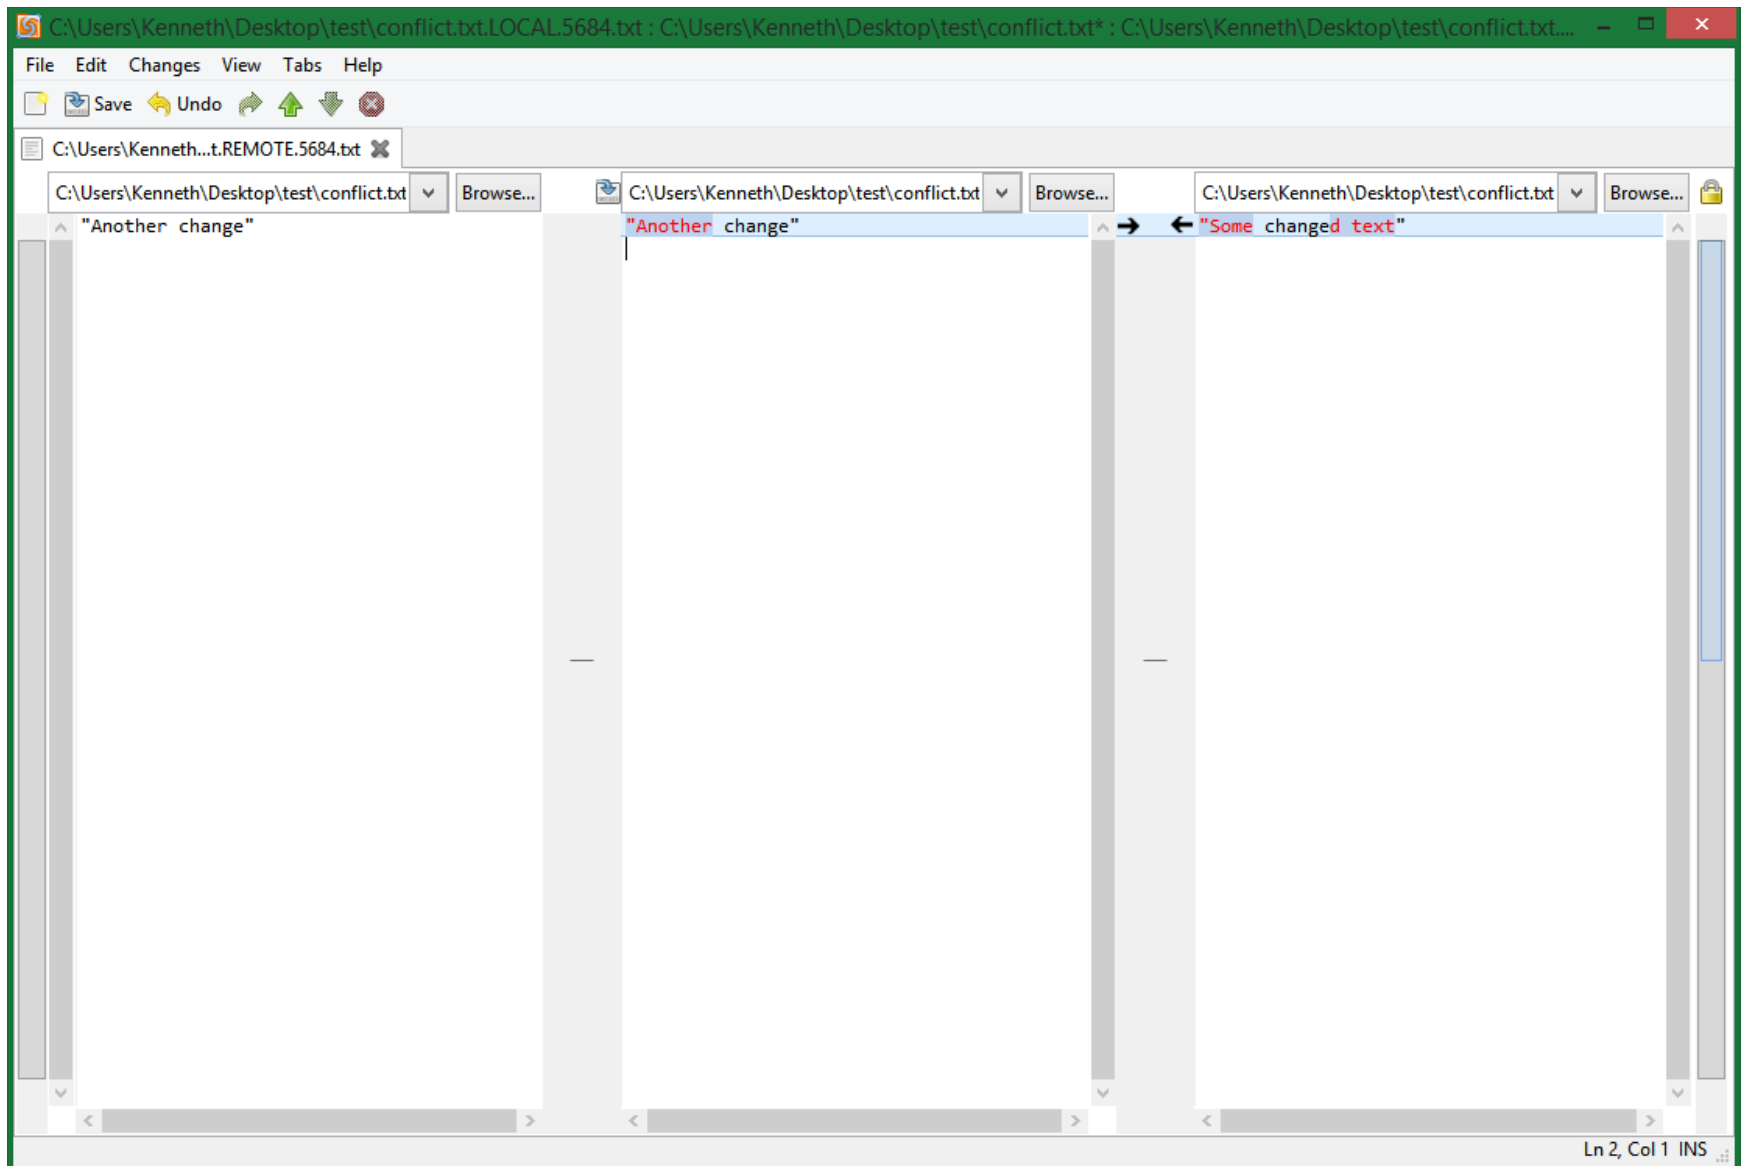 C:\Users\Kenneth\Desktop\test\conflict.txt.LOCAL.5684.txt : C:\Users\Kenneth\Desktop\test\conflict.txt* : C:\Users\Kenneth\Desktop\test\conflict.txt....
File Edit Changes View Tabs Help
Save Undo
C:\Users\Kenneth...t.REMOTE.5684.txt
C:\Users\Kenneth\Desktop\test\conflict.txt Browse... C:\Users\Kenneth\Desktop\test\conflict.txt Browse... C:\Users\Kenneth\Desktop\test\conflict.txt Browse...
"Another change" "Another change" "Some changed text"
Ln 2, Col 1 INS